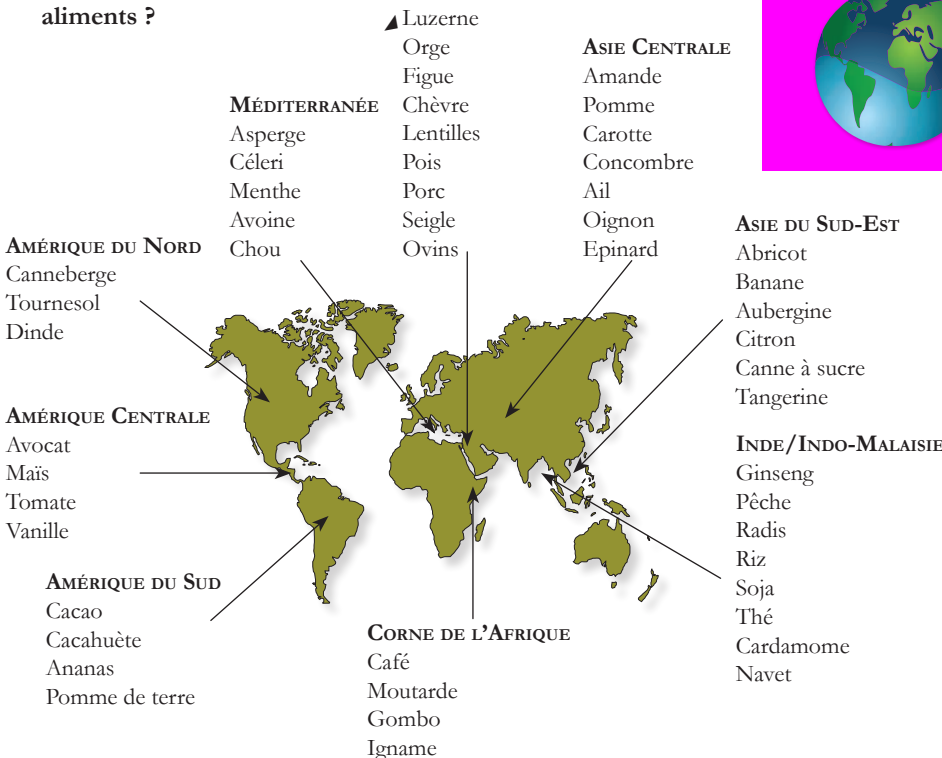 aliments ?
Luzerne
Orge
Figue
Chèvre
Lentilles
Pois
Porc
Seigle
Ovins
ASIE CENTRALE
Amande
Pomme
Carotte
Concombre
Ail
Oignon
Epinard
MÉDITERRANÉE
Asperge
Céleri
Menthe
Avoine
Chou
AMÉRIQUE DU NORD
Canneberge
Tournesol
Dinde
ASIE DU SUD-EST
Abricot
Banane
Aubergine
Citron
Canne à sucre
Tangerine
AMÉRIQUE CENTRALE
Avocat
Maïs
Tomate
Vanille
INDE/INDO-MALAISIE
Ginseng
Pêche
Radis
Riz
Soja
Thé
Cardamome
Navet
AMÉRIQUE DU SUD
Cacao
Cacahuète
Ananas
Pomme de terre
CORNE DE L'AFRIQUE
Café
Moutarde
Gombo
Igname